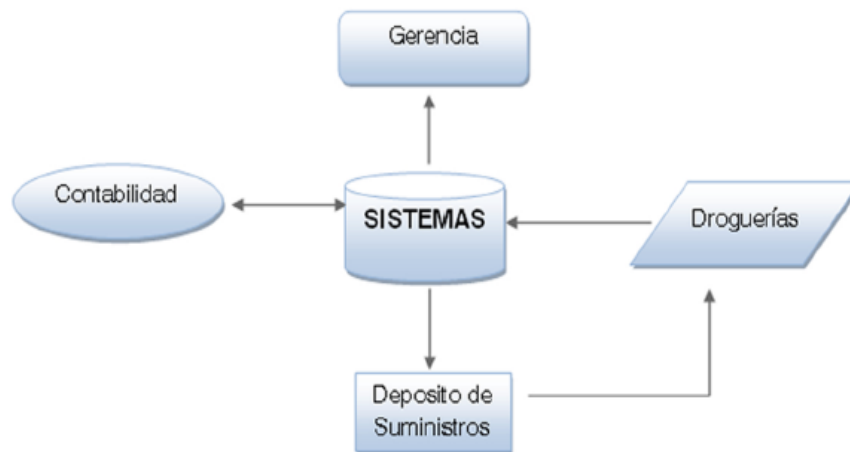 Gerencia
Contabilidad
SISTEMAS
Droguerías
Deposito de
Suministros